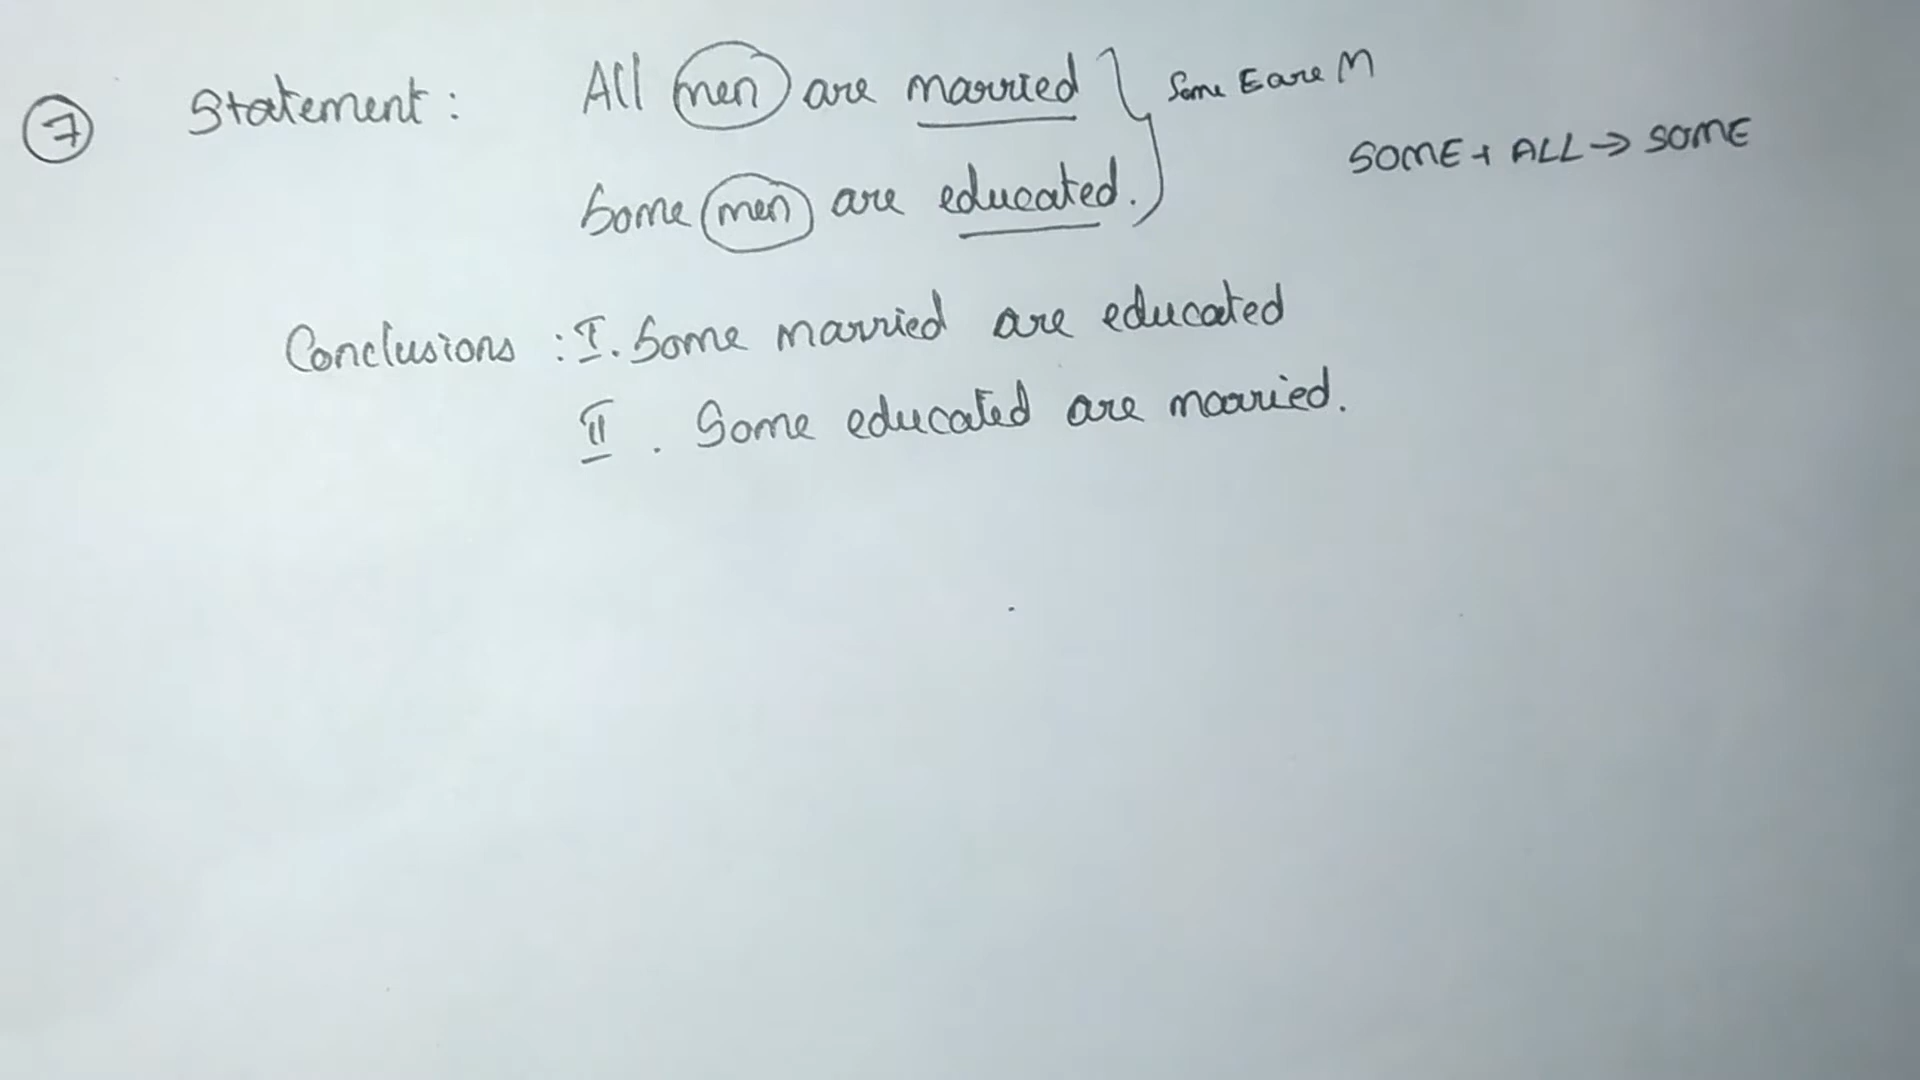 7 Statement : All men are married } Some E are M
SOME + ALL → SOME
Some men are educated.
Conclusions : I. Some married are educated
II . Some educated are married.